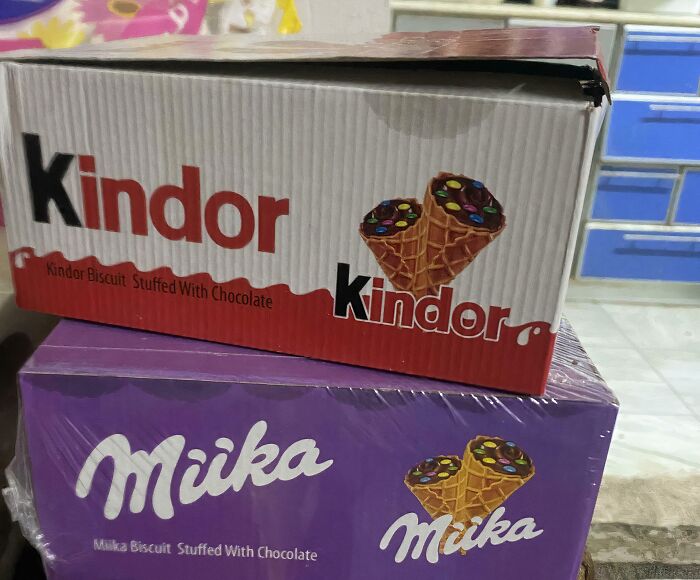 Kindor
Kindor Biscuit Stuffed With Chocolate
Kindor
Miika
Miika Biscuit Stuffed With Chocolate
Miika